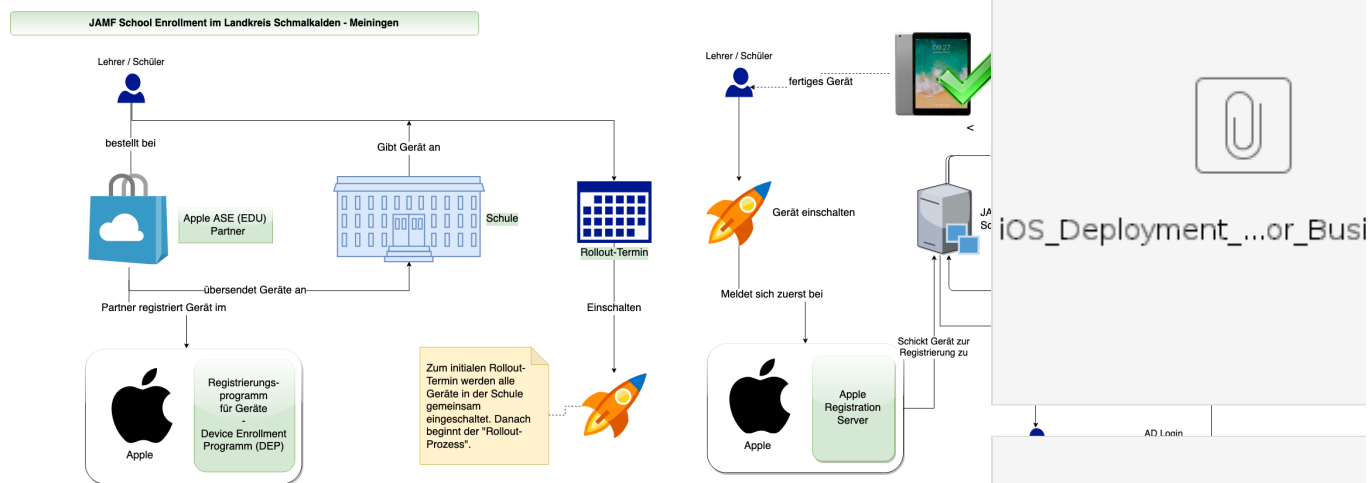 JAMF School Enrollment im Landkreis Schmalkalden - Meiningen
Lehrer / Schüler
bestellt bei
Gibt Gerät an
Apple ASE (EDU)
Partner
Schule
Rollout-Termin
übersendet Geräte an
Partner registriert Gerät im
Einschalten
Registrierungs-
programm
für Geräte
-
Device Enrollment
Programm (DEP)
Apple
Zum initialen Rollout-
Termin werden alle
Geräte in der Schule
gemeinsam
eingeschaltet. Danach
beginnt der "Rollout-
Prozess".
Lehrer / Schüler
fertiges Gerät
09:27
<
Gerät einschalten
JA
Sc
Meldet sich zuerst bei
Schickt Gerät zur
Registrierung zu
Apple
Registration
Server
Apple
iOS_Deployment_...or_Busi
AD Login